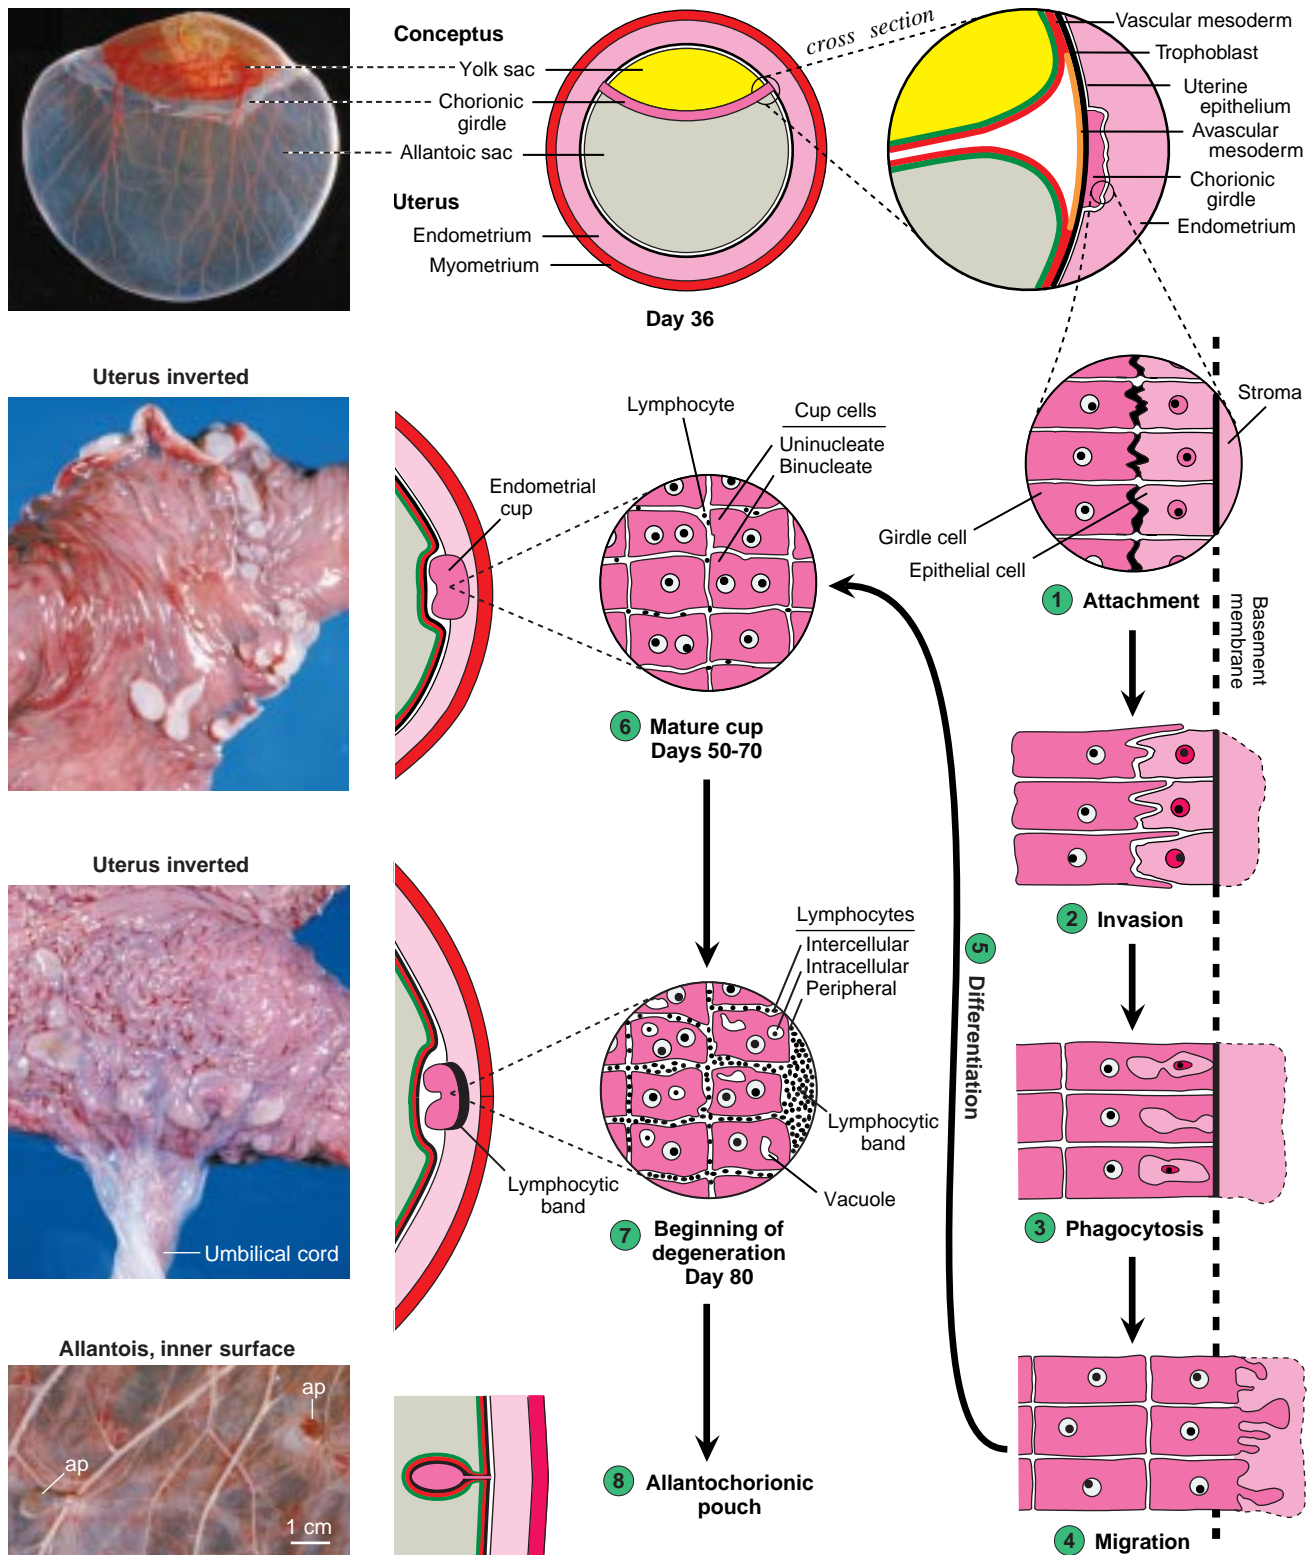 Conceptus
Yolk sac
Chorionic
girdle
Allantoic sac
Uterus
Endometrium
Myometrium
Day 36
cross section
Vascular mesoderm
Trophoblast
Uterine
epithelium
Avascular
mesoderm
Chorionic
girdle
Endometrium
Stroma
Girdle cell
Epithelial cell
1 Attachment
Basement
membrane
2 Invasion
3 Phagocytosis
4 Migration
5 Differentiation
Uterus inverted
Endometrial
cup
Lymphocyte
Cup cells
Uninucleate
Binucleate
6 Mature cup
Days 50-70
Uterus inverted
Umbilical cord
Lymphocytic
band
Lymphocytes
Intercellular
Intracellular
Peripheral
Lymphocytic
band
Vacuole
7 Beginning of
degeneration
Day 80
Allantois, inner surface
ap
ap
1 cm
8 Allantochorionic
pouch